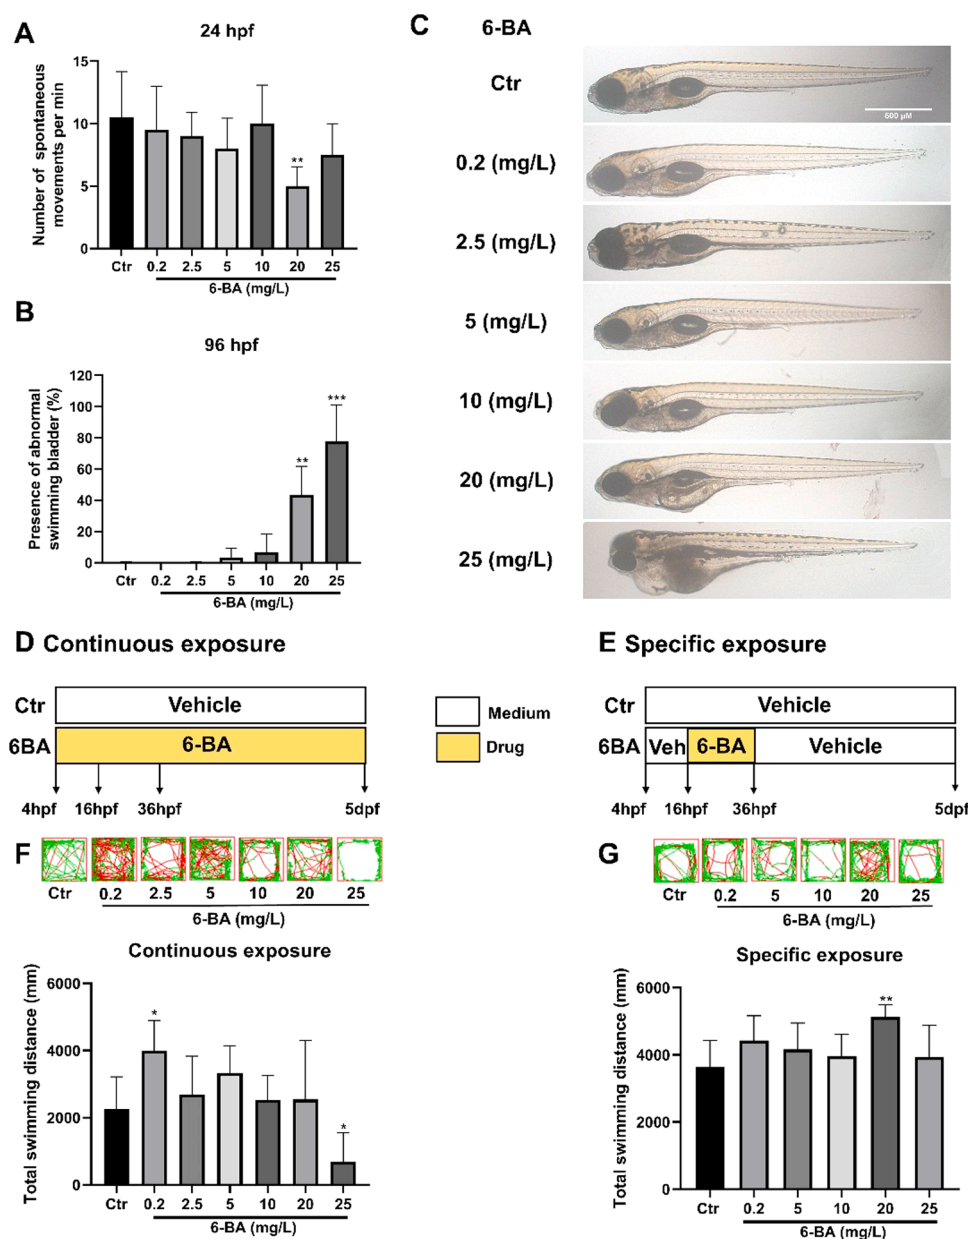 A
24 hpf
Number of spontaneous
movements per min
15
10
5
0
**
Ctr 0.2 2.5 5 10 20 25
6-BA (mg/L)
B
96 hpf
Presence of abnormal
swimming bladder (%)
120
100
80
60
40
20
0
**
***
Ctr 0.2 2.5 5 10 20 25
6-BA (mg/L)
C
6-BA
Ctr
600 µM
0.2 (mg/L)
2.5 (mg/L)
5 (mg/L)
10 (mg/L)
20 (mg/L)
25 (mg/L)
D Continuous exposure
Ctr Vehicle
6BA 6-BA
4hpf 16hpf 36hpf 5dpf
Medium
Drug
E Specific exposure
Ctr Vehicle
6BA Veh 6-BA Vehicle
4hpf 16hpf 36hpf 5dpf
F
Ctr 0.2 2.5 5 10 20 25
6-BA (mg/L)
Continuous exposure
Total swimming distance (mm)
6000
4000
2000
0
*
*
Ctr 0.2 2.5 5 10 20 25
6-BA (mg/L)
G
Ctr 0.2 5 10 20 25
6-BA (mg/L)
Specific exposure
Total swimming distance (mm)
6000
4000
2000
0
**
Ctr 0.2 5 10 20 25
6-BA (mg/L)